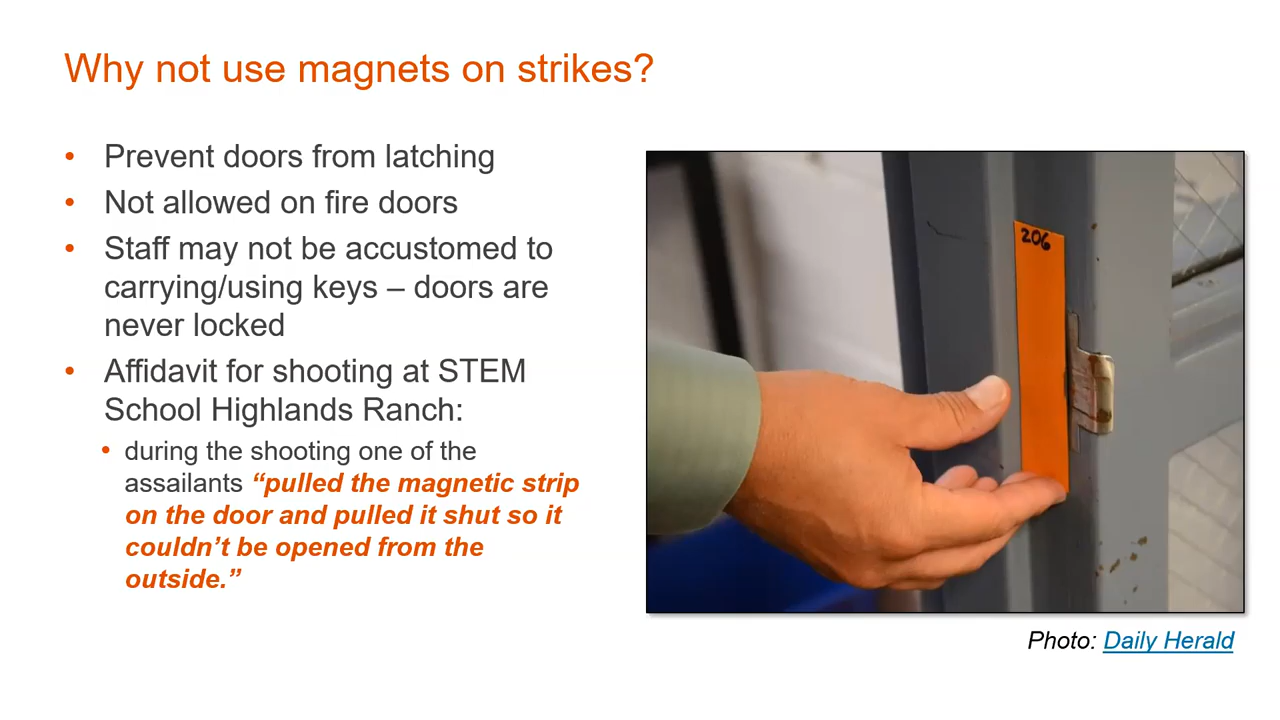 Why not use magnets on strikes?
• Prevent doors from latching
• Not allowed on fire doors
• Staff may not be accustomed to
carrying/using keys – doors are
never locked
• Affidavit for shooting at STEM
School Highlands Ranch:
• during the shooting one of the
assailants “pulled the magnetic strip
on the door and pulled it shut so it
couldn’t be opened from the
outside.”
206
Photo: Daily Herald